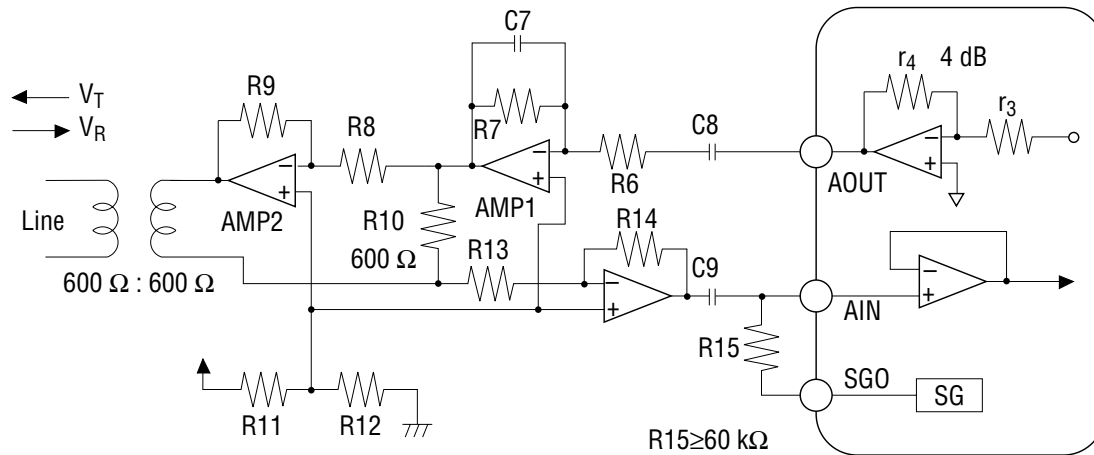 C7
r4 4 dB
VT
R9
r3
VR
R8
R7
C8
−
−
−
+
+
+
R6
AOUT
AMP2
R10
AMP1
R14
Line
600 Ω
R13
C9
−
−
+
600 Ω : 600 Ω
+
AIN
R15
SGO
SG
R11
R12
R15≥60 kΩ